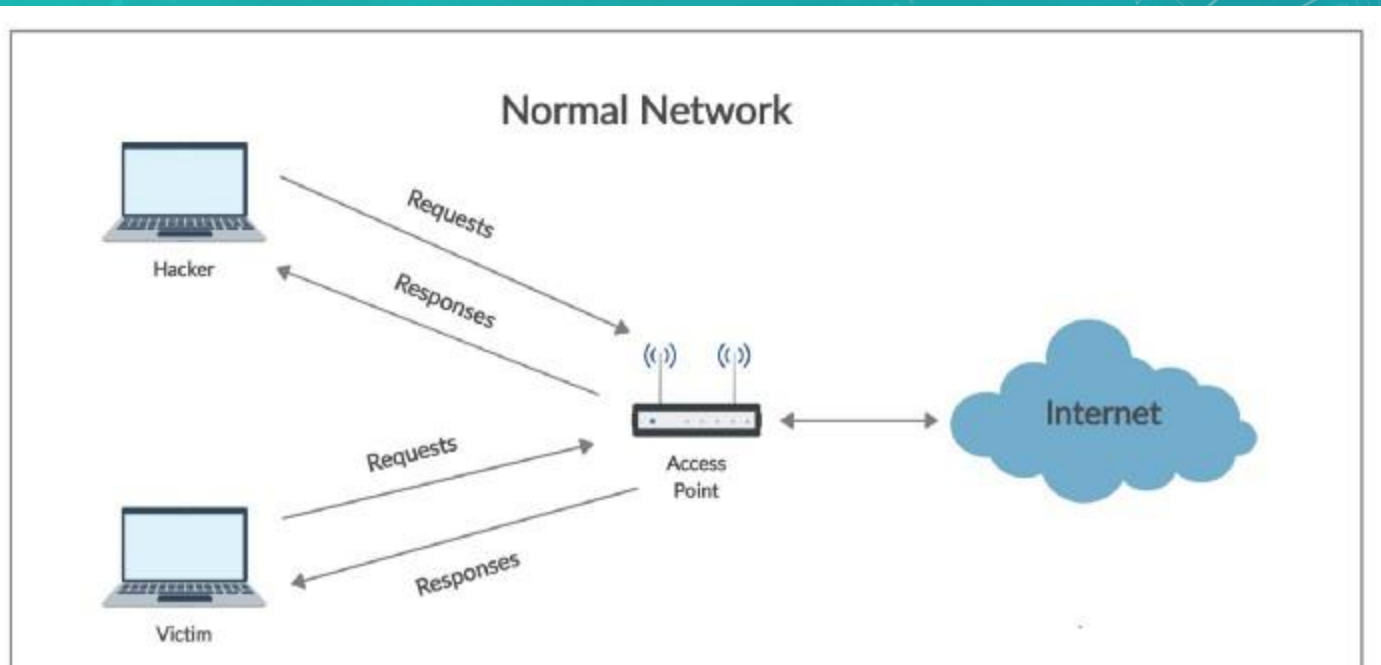 Normal Network
Requests
Hacker
Responses
Internet
Requests
Access
Point
Responses
Victim